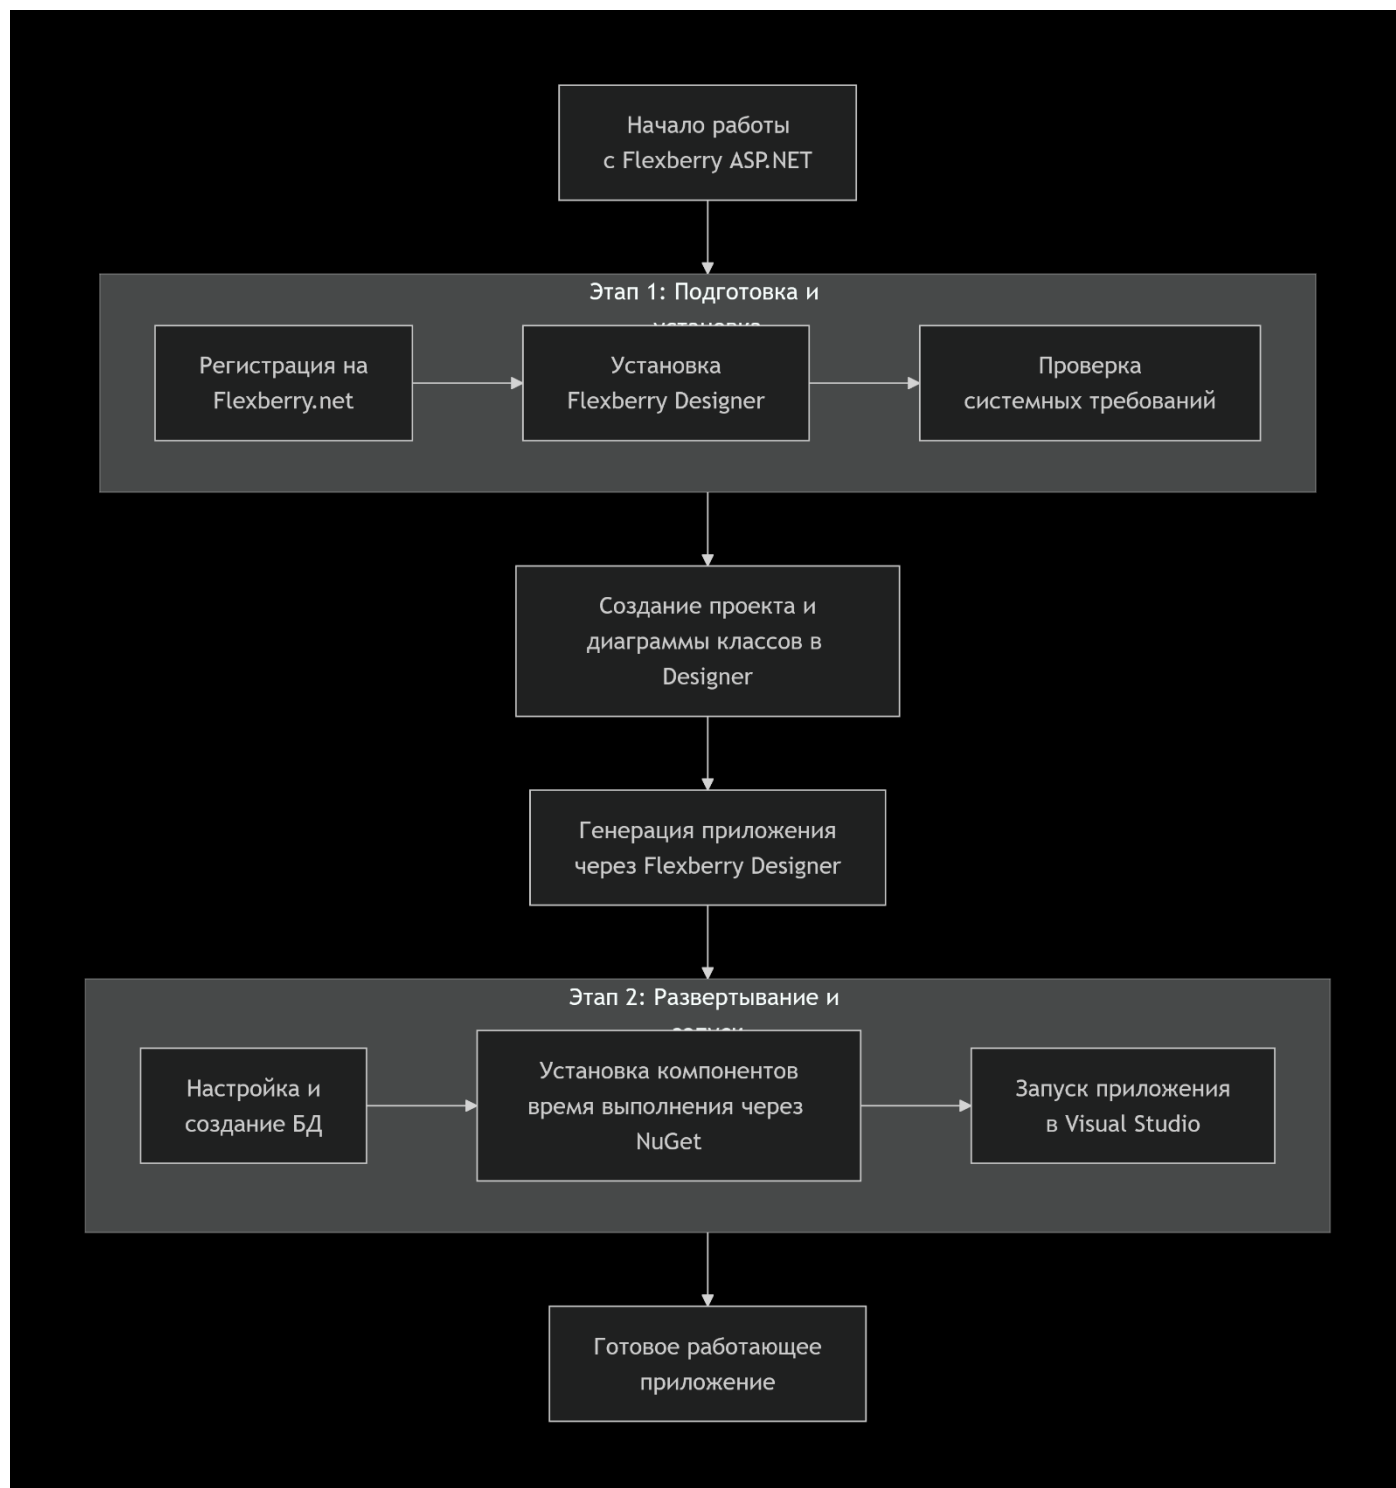 Начало работы
с Flexberry ASP.NET
Этап 1: Подготовка и
установка
Регистрация на
Flexberry.net
Установка
Flexberry Designer
Проверка
системных требований
Создание проекта и
диаграммы классов в
Designer
Генерация приложения
через Flexberry Designer
Этап 2: Развертывание и
запуск
Настройка и
создание БД
Установка компонентов
время выполнения через
NuGet
Запуск приложения
в Visual Studio
Готовое работающее
приложение